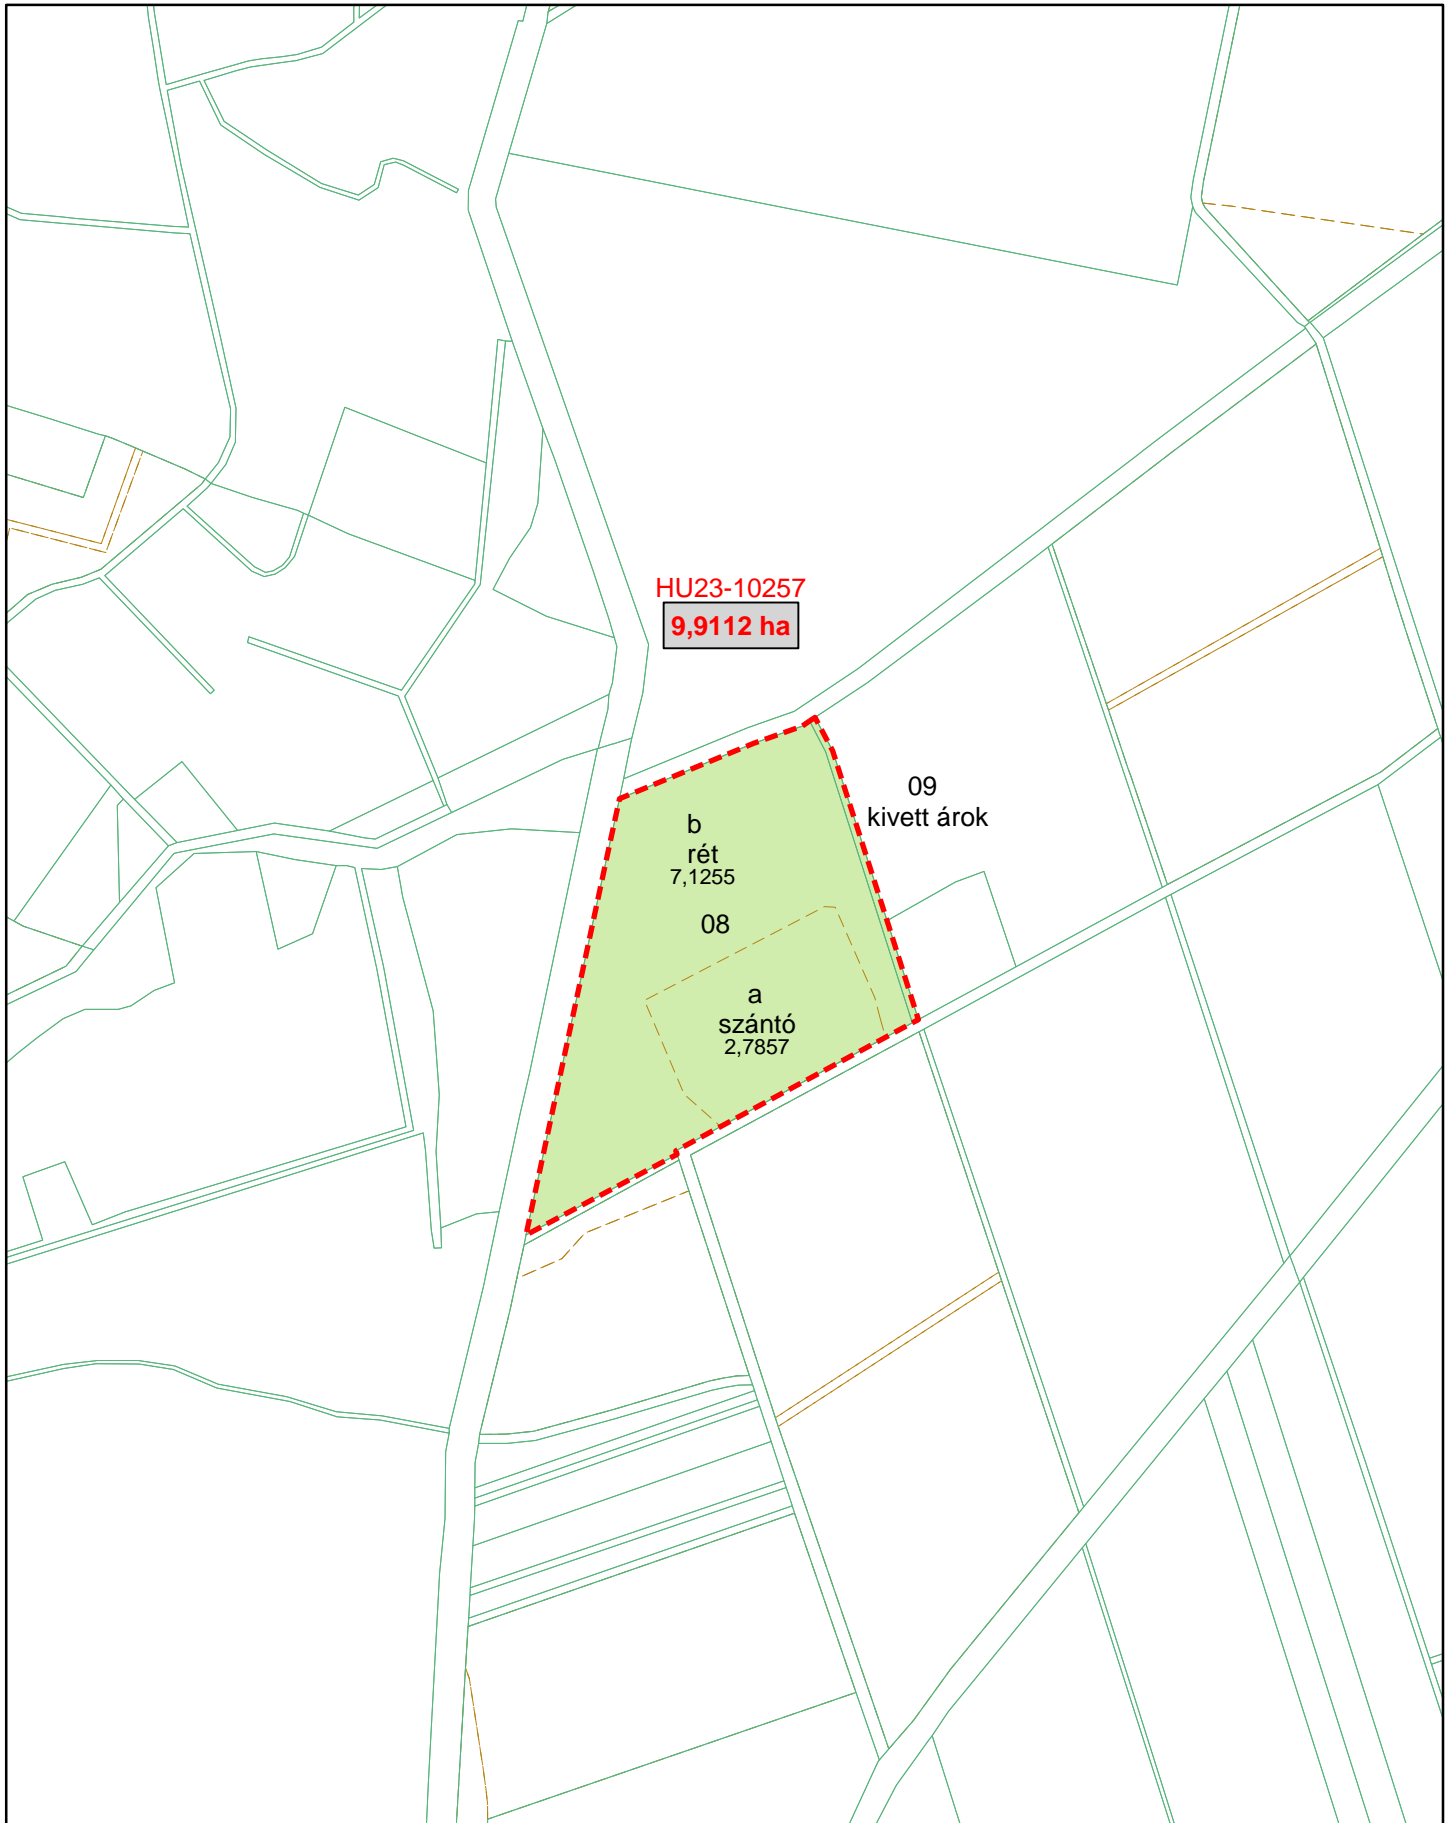 HU23-10257
9,9112 ha
09
kivett árok
b
rét
7,1255
08
a
szántó
2,7857